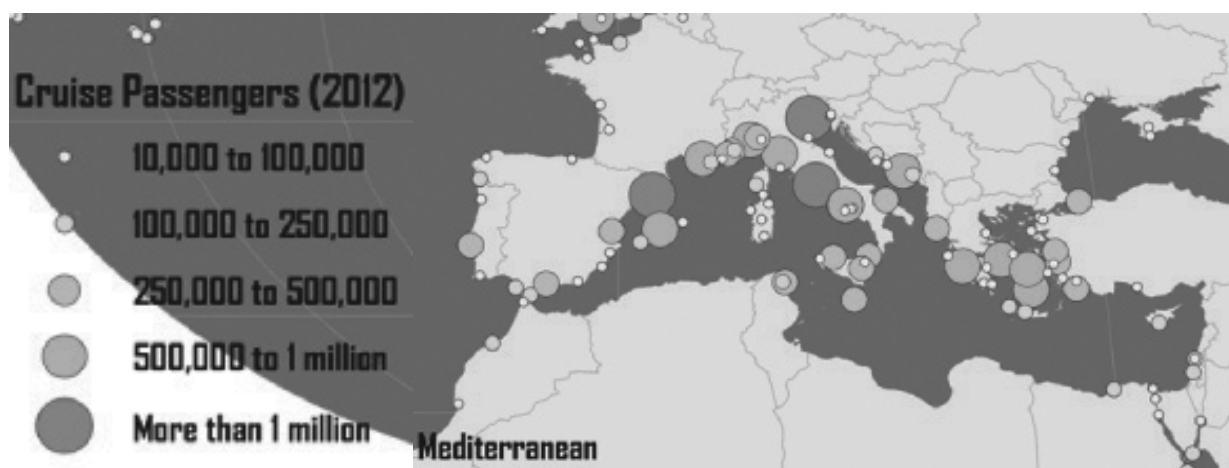 Cruise Passengers (2012)
10,000 to 100,000
100,000 to 250,000
250,000 to 500,000
500,000 to 1 million
More than 1 million
Mediterranean